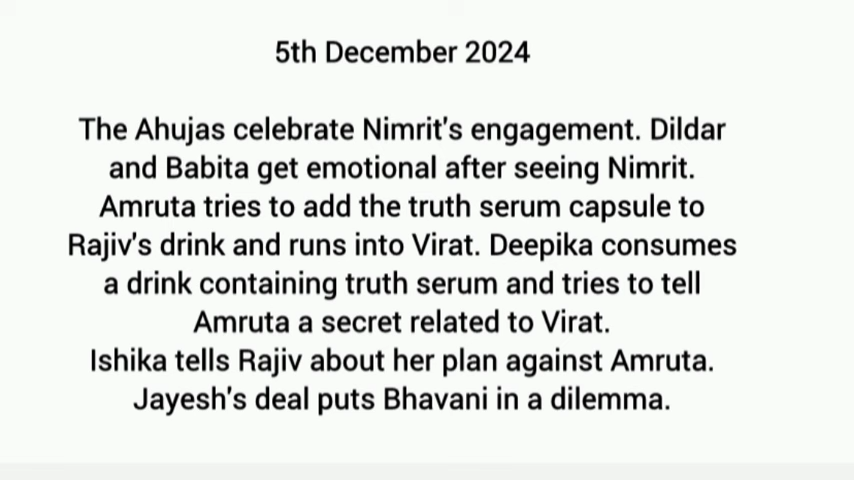 5th December 2024
The Ahujas celebrate Nimrit's engagement. Dildar
and Babita get emotional after seeing Nimrit.
Amruta tries to add the truth serum capsule to
Rajiv's drink and runs into Virat. Deepika consumes
a drink containing truth serum and tries to tell
Amruta a secret related to Virat.
Ishika tells Rajiv about her plan against Amruta.
Jayesh's deal puts Bhavani in a dilemma.